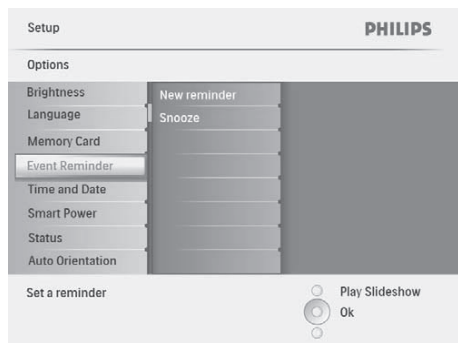 Setup PHILIPS
Options
Brightness
Language
Memory Card
Event Reminder
Time and Date
Smart Power
Status
Auto Orientation
New reminder
Snooze
Set a reminder
Play Slideshow
Ok